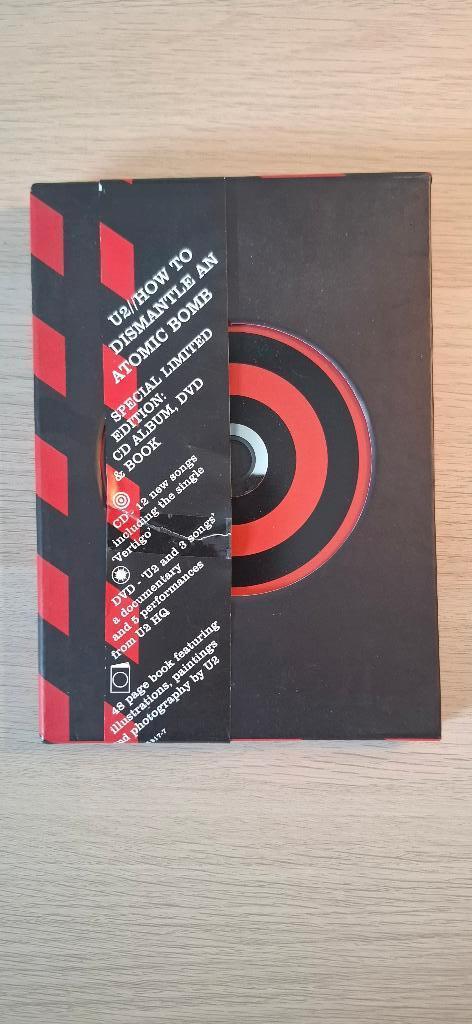 U2//HOW TO
DISMANTLE AN
ATOMIC BOMB
SPECIAL LIMITED
EDITION:
CD ALBUM, DVD
& BOOK
CD - 12 new songs
including the single
'Vertigo'
DVD - 'U2 and 3 songs'
a documentary
and 5 performances
from U2 HQ
48 page book featuring
illustrations, paintings
and photography by U2